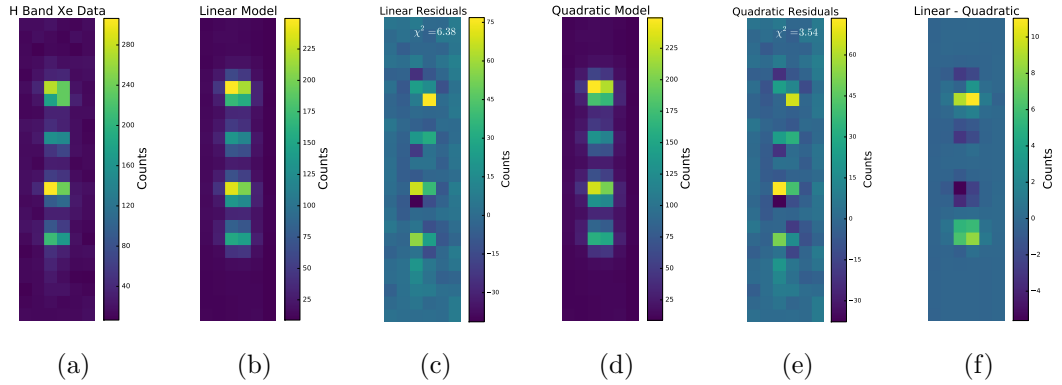 H Band Xe Data
280
240
200
160
120
80
40
Counts
(a)
Linear Model
225
200
175
150
125
100
75
50
25
Counts
(b)
Linear Residuals
χ² =6.38
75
60
45
30
15
0
−15
−30
Counts
(c)
Quadratic Model
225
200
175
150
125
100
75
50
25
Counts
(d)
Quadratic Residuals
χ² =3.54
60
45
30
15
0
−15
−30
Counts
(e)
Linear - Quadratic
10
8
6
4
2
0
−2
−4
Counts
(f)